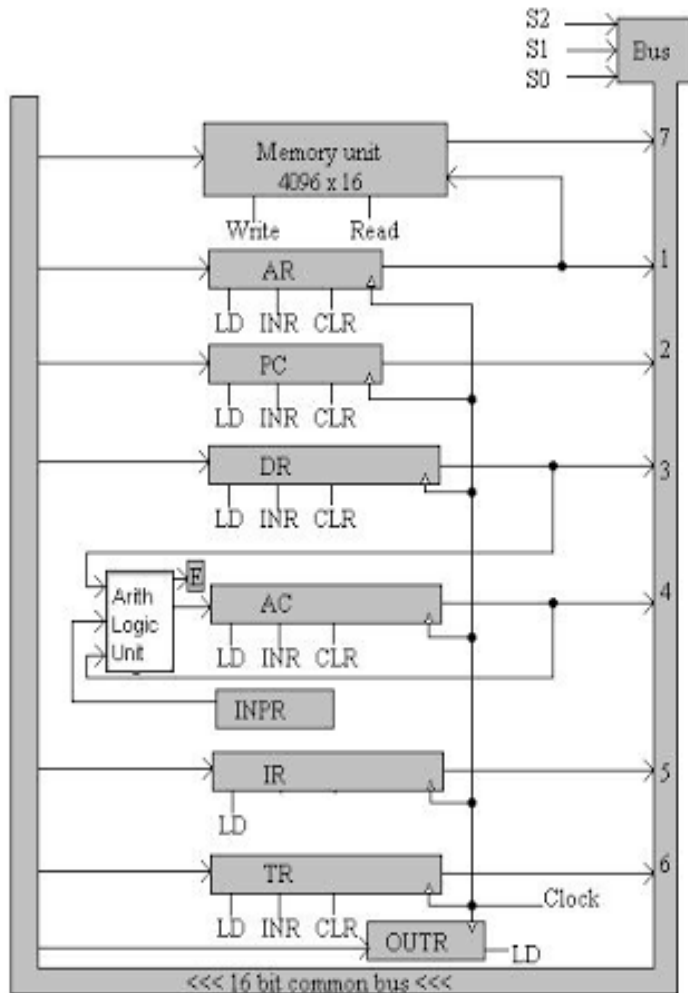 S2
S1
S0
Bus
Memory unit
4096 x 16
7
Write Read
AR
1
LD INR CLR
PC
2
LD INR CLR
DR
3
LD INR CLR
E
Arith
Logic
Unit
AC
4
LD INR CLR
INPR
IR
5
LD
TR
6
LD INR CLR
Clock
OUTR
LD
<<< 16 bit common bus <<<